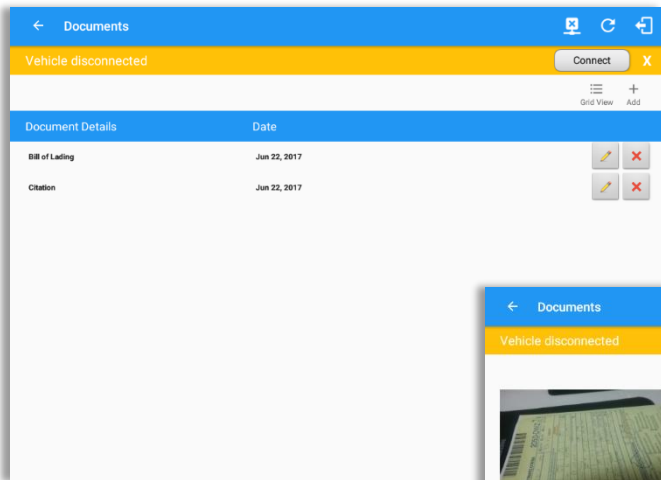 Documents
Vehicle disconnected
Connect X
Grid View Add
Document Details Date
Bill of Lading Jun 22, 2017
Citation Jun 22, 2017
Documents
Vehicle disconnected